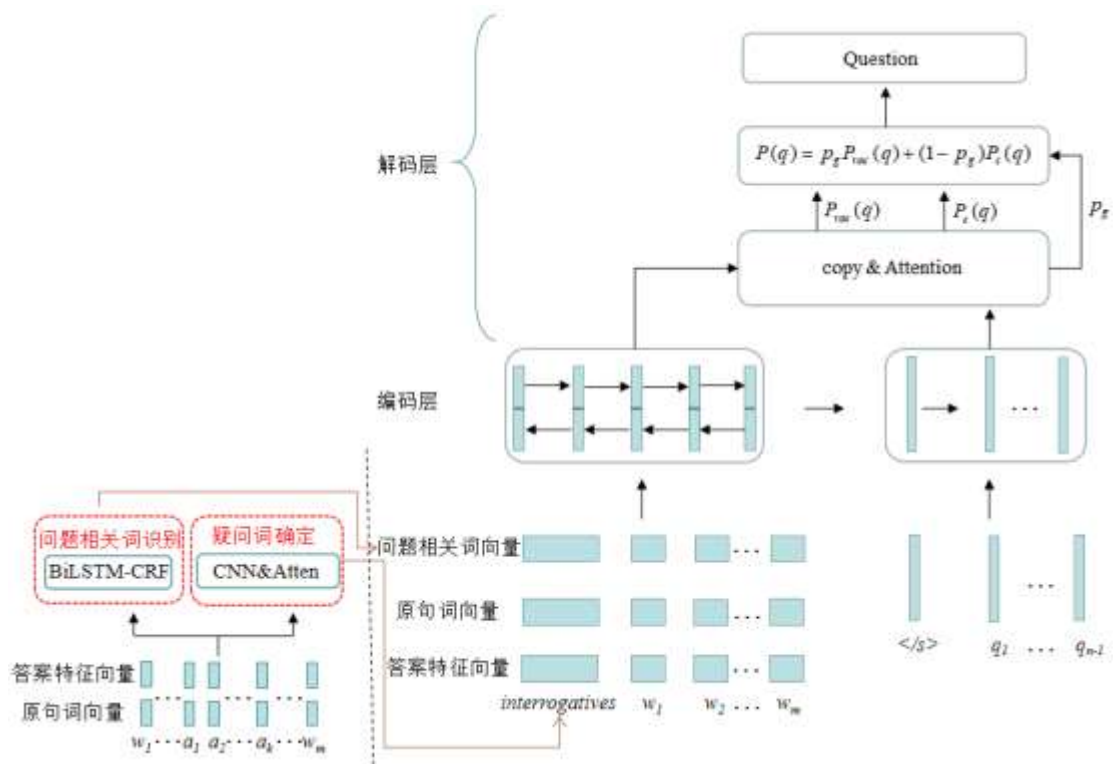 Question
P(q) = p_g P_voc(q) + (1 − p_g)P_c(q)
解码层
P_voc(q) P_c(q) p_g
copy & Attention
编码层
问题相关词识别 疑问词确定
BiLSTM-CRF CNN&Atten
问题相关词向量 ...
原句词向量 ...
答案特征向量 ...
interrogatives w_1 w_2 ... w_m
</s> q_1 ... q_{n-1}
答案特征向量
原句词向量
w_1 ... a_1 a_2 ... a_k ... w_m